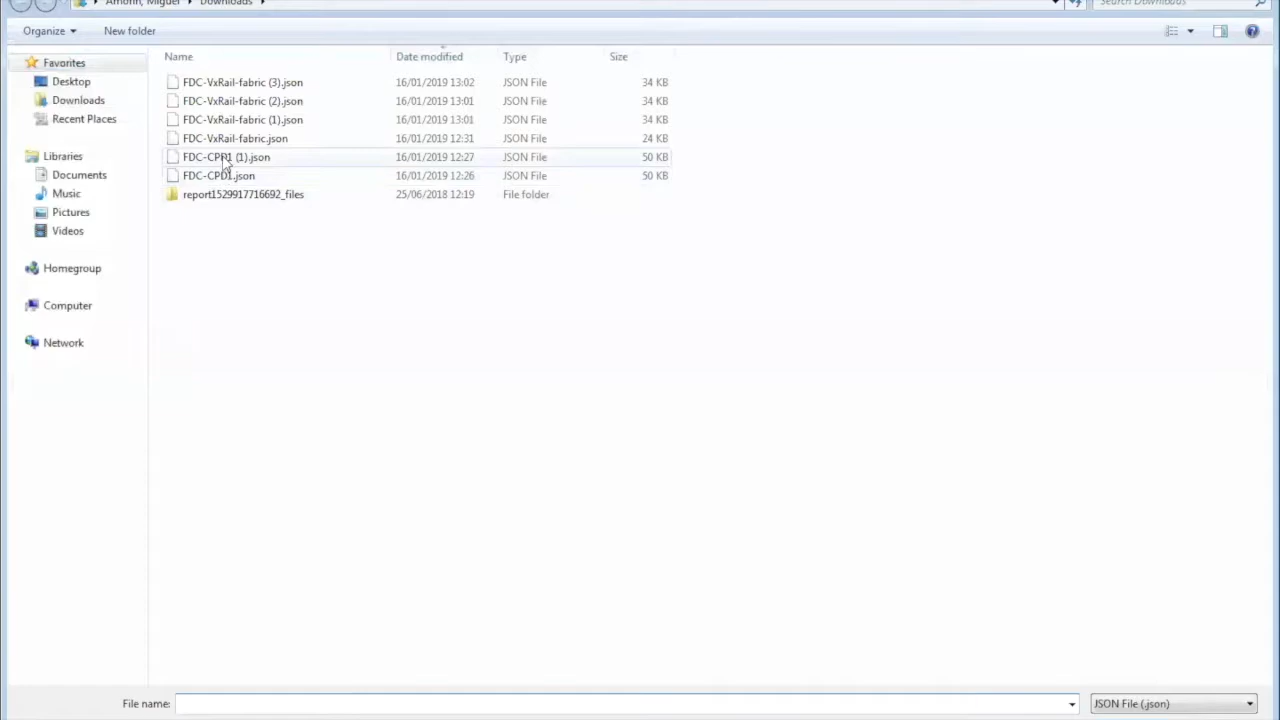 Amorin, Miguel Downloads Search Downloads
Organize New folder
Name Date modified Type Size
Favorites
Desktop
Downloads
Recent Places
Libraries
Documents
Music
Pictures
Videos
Homegroup
Computer
Network
FDC-VxRail-fabric (3).json 16/01/2019 13:02 JSON File 34 KB
FDC-VxRail-fabric (2).json 16/01/2019 13:01 JSON File 34 KB
FDC-VxRail-fabric (1).json 16/01/2019 13:01 JSON File 34 KB
FDC-VxRail-fabric.json 16/01/2019 12:31 JSON File 24 KB
FDC-CPD1 (1).json 16/01/2019 12:27 JSON File 50 KB
FDC-CPD1.json 16/01/2019 12:26 JSON File 50 KB
report1529917716692_files 25/06/2018 12:19 File folder
File name: JSON File (.json)